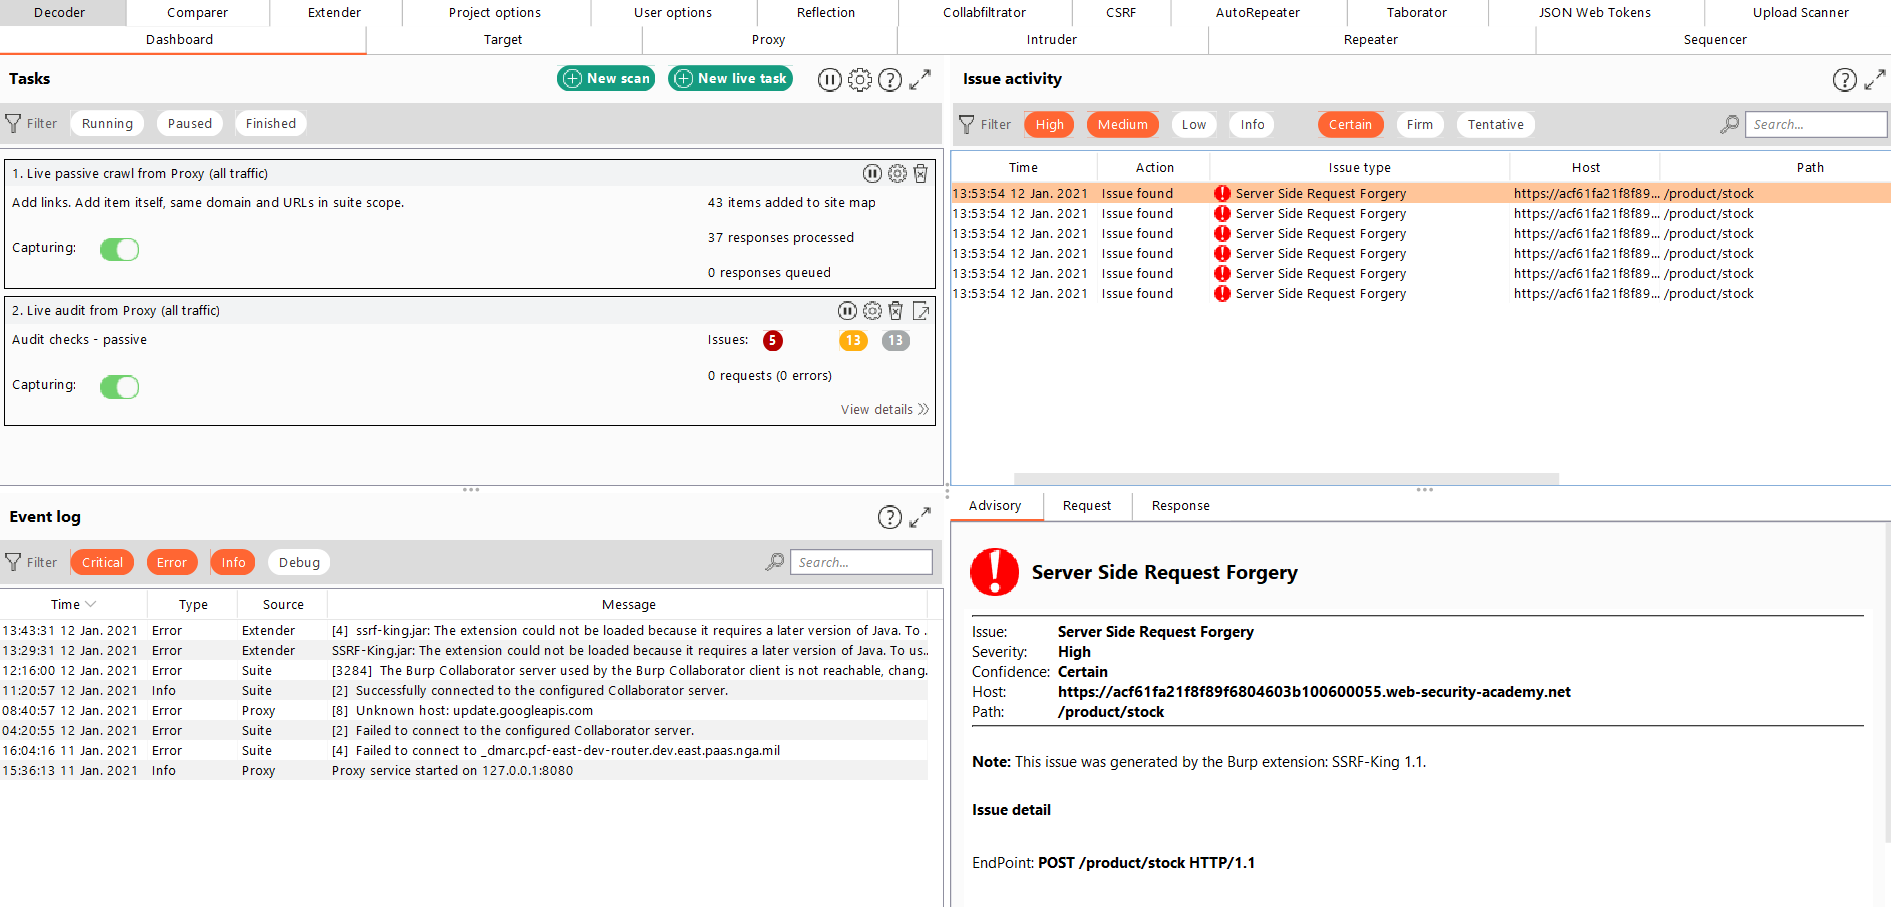 Decoder Comparer Extender Project options User options Reflection Collabfiltrator CSRF AutoRepeater Taborator JSON Web Tokens Upload Scanner
Dashboard Target Proxy Intruder Repeater Sequencer
Tasks
New scan
New live task
Filter Running Paused Finished
1. Live passive crawl from Proxy (all traffic)
Add links. Add item itself, same domain and URLs in suite scope.
43 items added to site map
Capturing:
37 responses processed
0 responses queued
2. Live audit from Proxy (all traffic)
Audit checks - passive
Issues: 5 13 13
Capturing:
0 requests (0 errors)
View details
Event log
Filter Critical Error Info Debug Search...
Time Type Source Message
13:43:31 12 Jan. 2021 Error Extender [4] ssrf-king.jar: The extension could not be loaded because it requires a later version of Java. To .
13:29:31 12 Jan. 2021 Error Extender SSRF-King.jar: The extension could not be loaded because it requires a later version of Java. To us..
12:16:00 12 Jan. 2021 Error Suite [3284] The Burp Collaborator server used by the Burp Collaborator client is not reachable, chang.
11:20:57 12 Jan. 2021 Info Suite [2] Successfully connected to the configured Collaborator server.
08:40:57 12 Jan. 2021 Error Proxy [8] Unknown host: update.googleapis.com
04:20:55 12 Jan. 2021 Error Suite [2] Failed to connect to the configured Collaborator server.
16:04:16 11 Jan. 2021 Error Suite [4] Failed to connect to _dmarc.pcf-east-dev-router.dev.east.paas.nga.mil
15:36:13 11 Jan. 2021 Info Proxy Proxy service started on 127.0.0.1:8080
Issue activity
Filter High Medium Low Info Certain Firm Tentative Search...
Time Action Issue type Host Path
13:53:54 12 Jan. 2021 Issue found Server Side Request Forgery https://acf61fa21f8f89... /product/stock
13:53:54 12 Jan. 2021 Issue found Server Side Request Forgery https://acf61fa21f8f89... /product/stock
13:53:54 12 Jan. 2021 Issue found Server Side Request Forgery https://acf61fa21f8f89... /product/stock
13:53:54 12 Jan. 2021 Issue found Server Side Request Forgery https://acf61fa21f8f89... /product/stock
13:53:54 12 Jan. 2021 Issue found Server Side Request Forgery https://acf61fa21f8f89... /product/stock
13:53:54 12 Jan. 2021 Issue found Server Side Request Forgery https://acf61fa21f8f89... /product/stock
Advisory Request Response
Server Side Request Forgery
Issue: Server Side Request Forgery
Severity: High
Confidence: Certain
Host: https://acf61fa21f8f89f6804603b100600055.web-security-academy.net
Path: /product/stock
Note: This issue was generated by the Burp extension: SSRF-King 1.1.
Issue detail
EndPoint: POST /product/stock HTTP/1.1